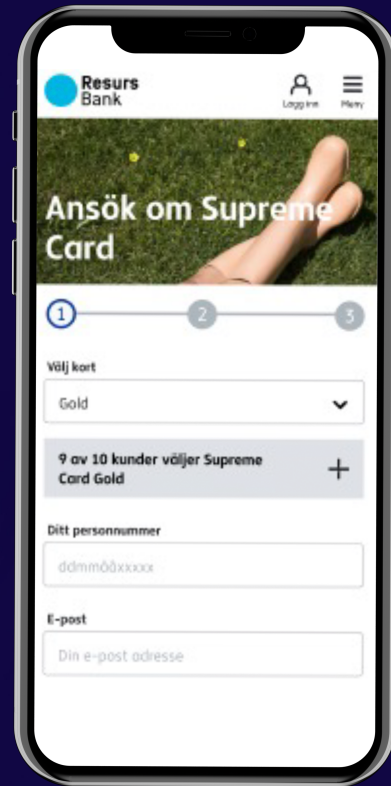 Resurs
Bank
Logg inn
Meny
Ansök om Supreme
Card
1
2
3
Välj kort
Gold
9 av 10 kunder väljer Supreme
Card Gold
Ditt personnummer
ddmmååxxxxx
E-post
Din e-post adresse